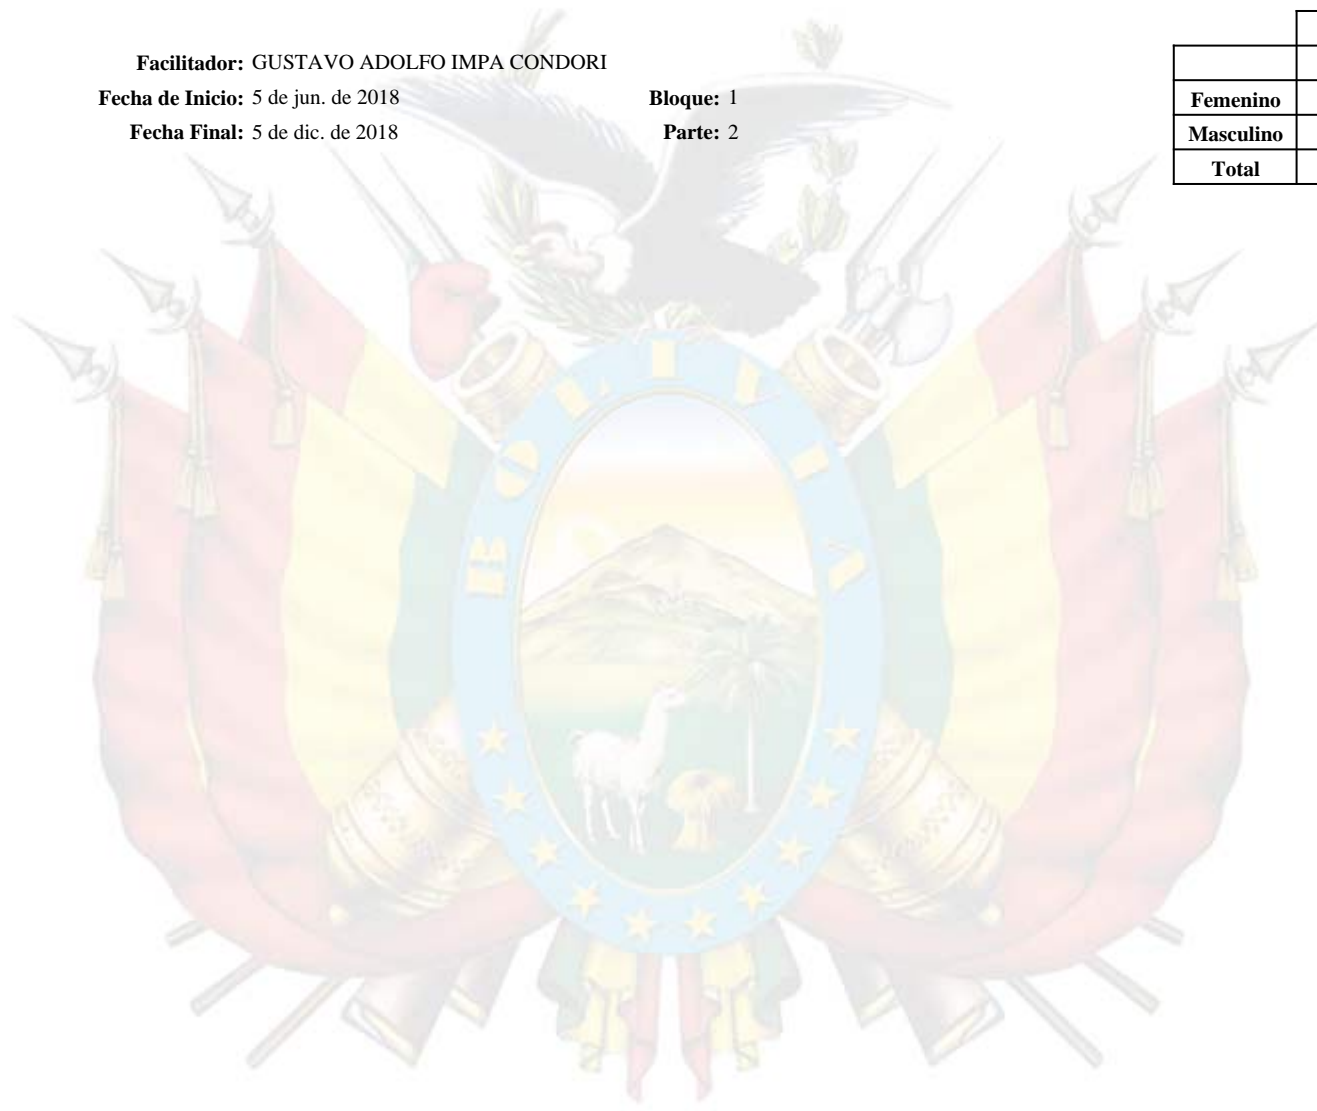 Facilitador: GUSTAVO ADOLFO IMPA CONDORI
Fecha de Inicio: 5 de jun. de 2018 Bloque: 1
Fecha Final: 5 de dic. de 2018 Parte: 2
Femenino
Masculino
Total
BOLIVIA